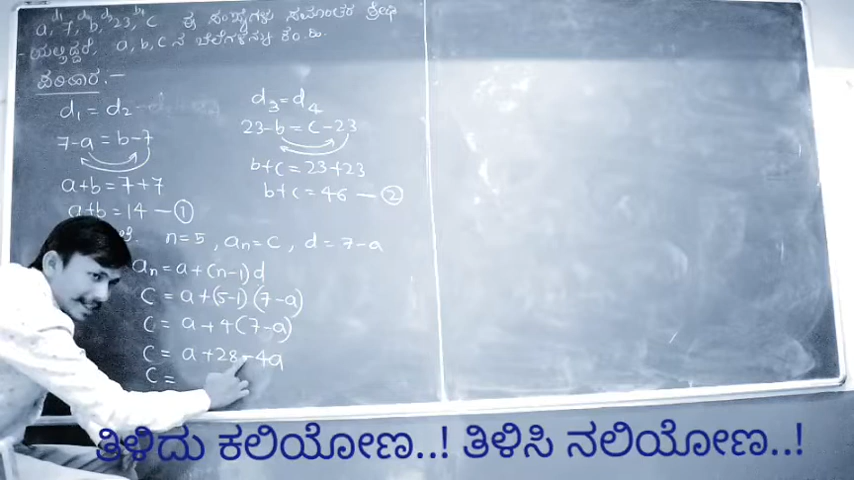 a, 7, b, 23, c ಈ ಸಂಖ್ಯೆಗಳು ಸಮಾಂತರ ಶ್ರೇಢಿ
ಯಲ್ಲಿದ್ದರೆ. a, b, c ನ ಬೆಲೆಗಳನ್ನು ಕಂ.ಹಿ.
ಪರಿಹಾರ.-
d₁ = d₂
7-a = b-7
a+b = 7+7
a+b = 14 — ①
d₃ = d₄
23-b = c-23
b+c = 23+23
b+c = 46 — ②
n=5, aₙ=c, d=7-a
aₙ = a+(n-1)d
c = a+(5-1)(7-a)
c = a+4(7-a)
c = a+28-4a
c =
ತಿಳಿದು ಕಲಿಯೋಣ..! ತಿಳಿಸಿ ನಲಿಯೋಣ..!